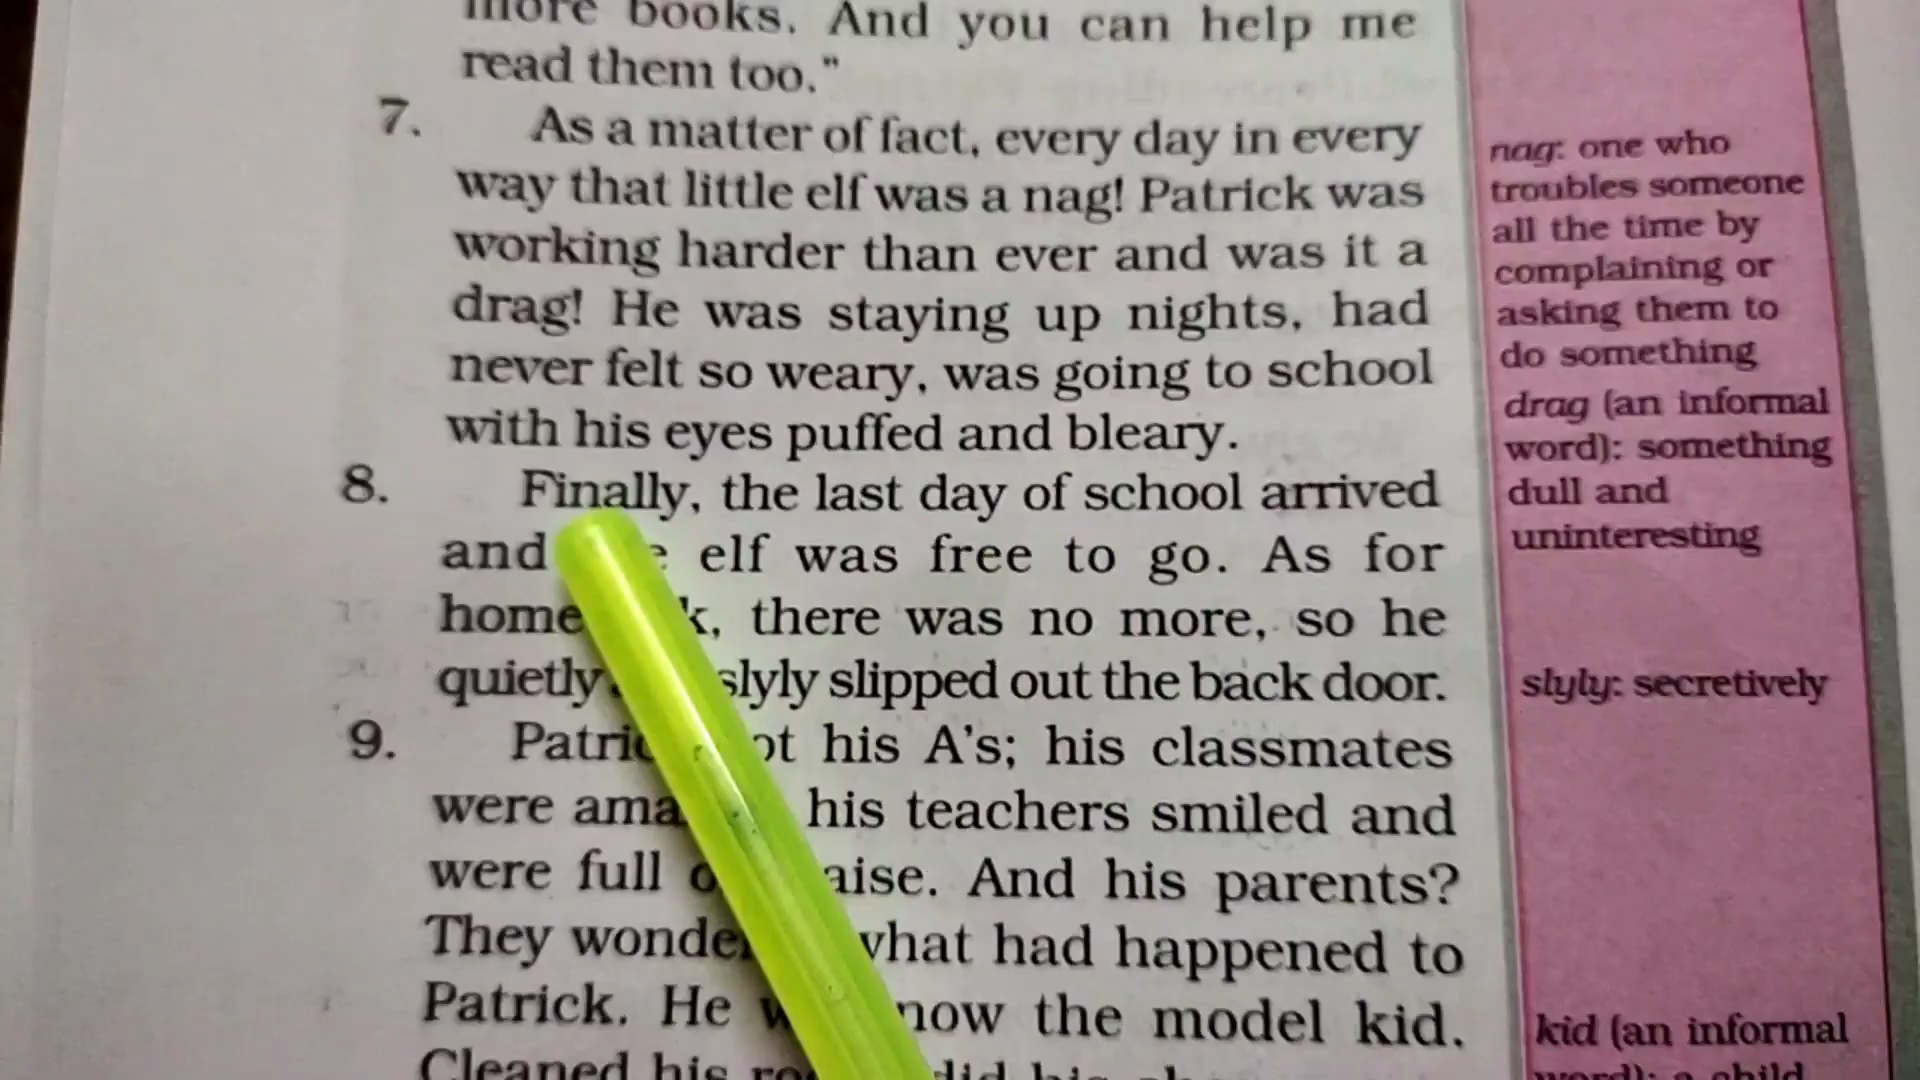 more books. And you can help me
read them too."
7. As a matter of fact, every day in every
way that little elf was a nag! Patrick was
working harder than ever and was it a
drag! He was staying up nights, had
never felt so weary, was going to school
with his eyes puffed and bleary.
8. Finally, the last day of school arrived
and elf was free to go. As for
home k, there was no more, so he
quietly slyly slipped out the back door.
9. Patric ot his A's; his classmates
were ama his teachers smiled and
were full o aise. And his parents?
They wonde what had happened to
Patrick. He now the model kid.
Cleaned his did his
nag: one who
troubles someone
all the time by
complaining or
asking them to
do something
drag (an informal
word): something
dull and
uninteresting
slyly: secretively
kid (an informal
word): a child